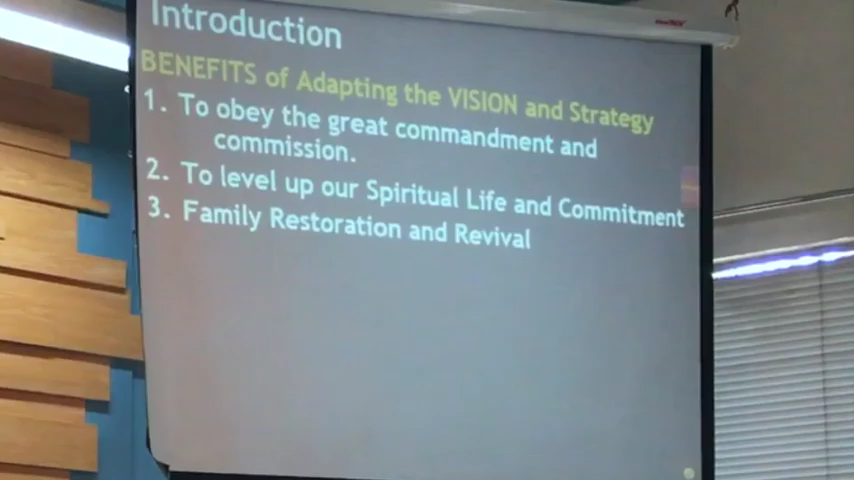 Introduction
BENEFITS of Adapting the VISION and Strategy
1. To obey the great commandment and
commission.
2. To level up our Spiritual Life and Commitment
3. Family Restoration and Revival